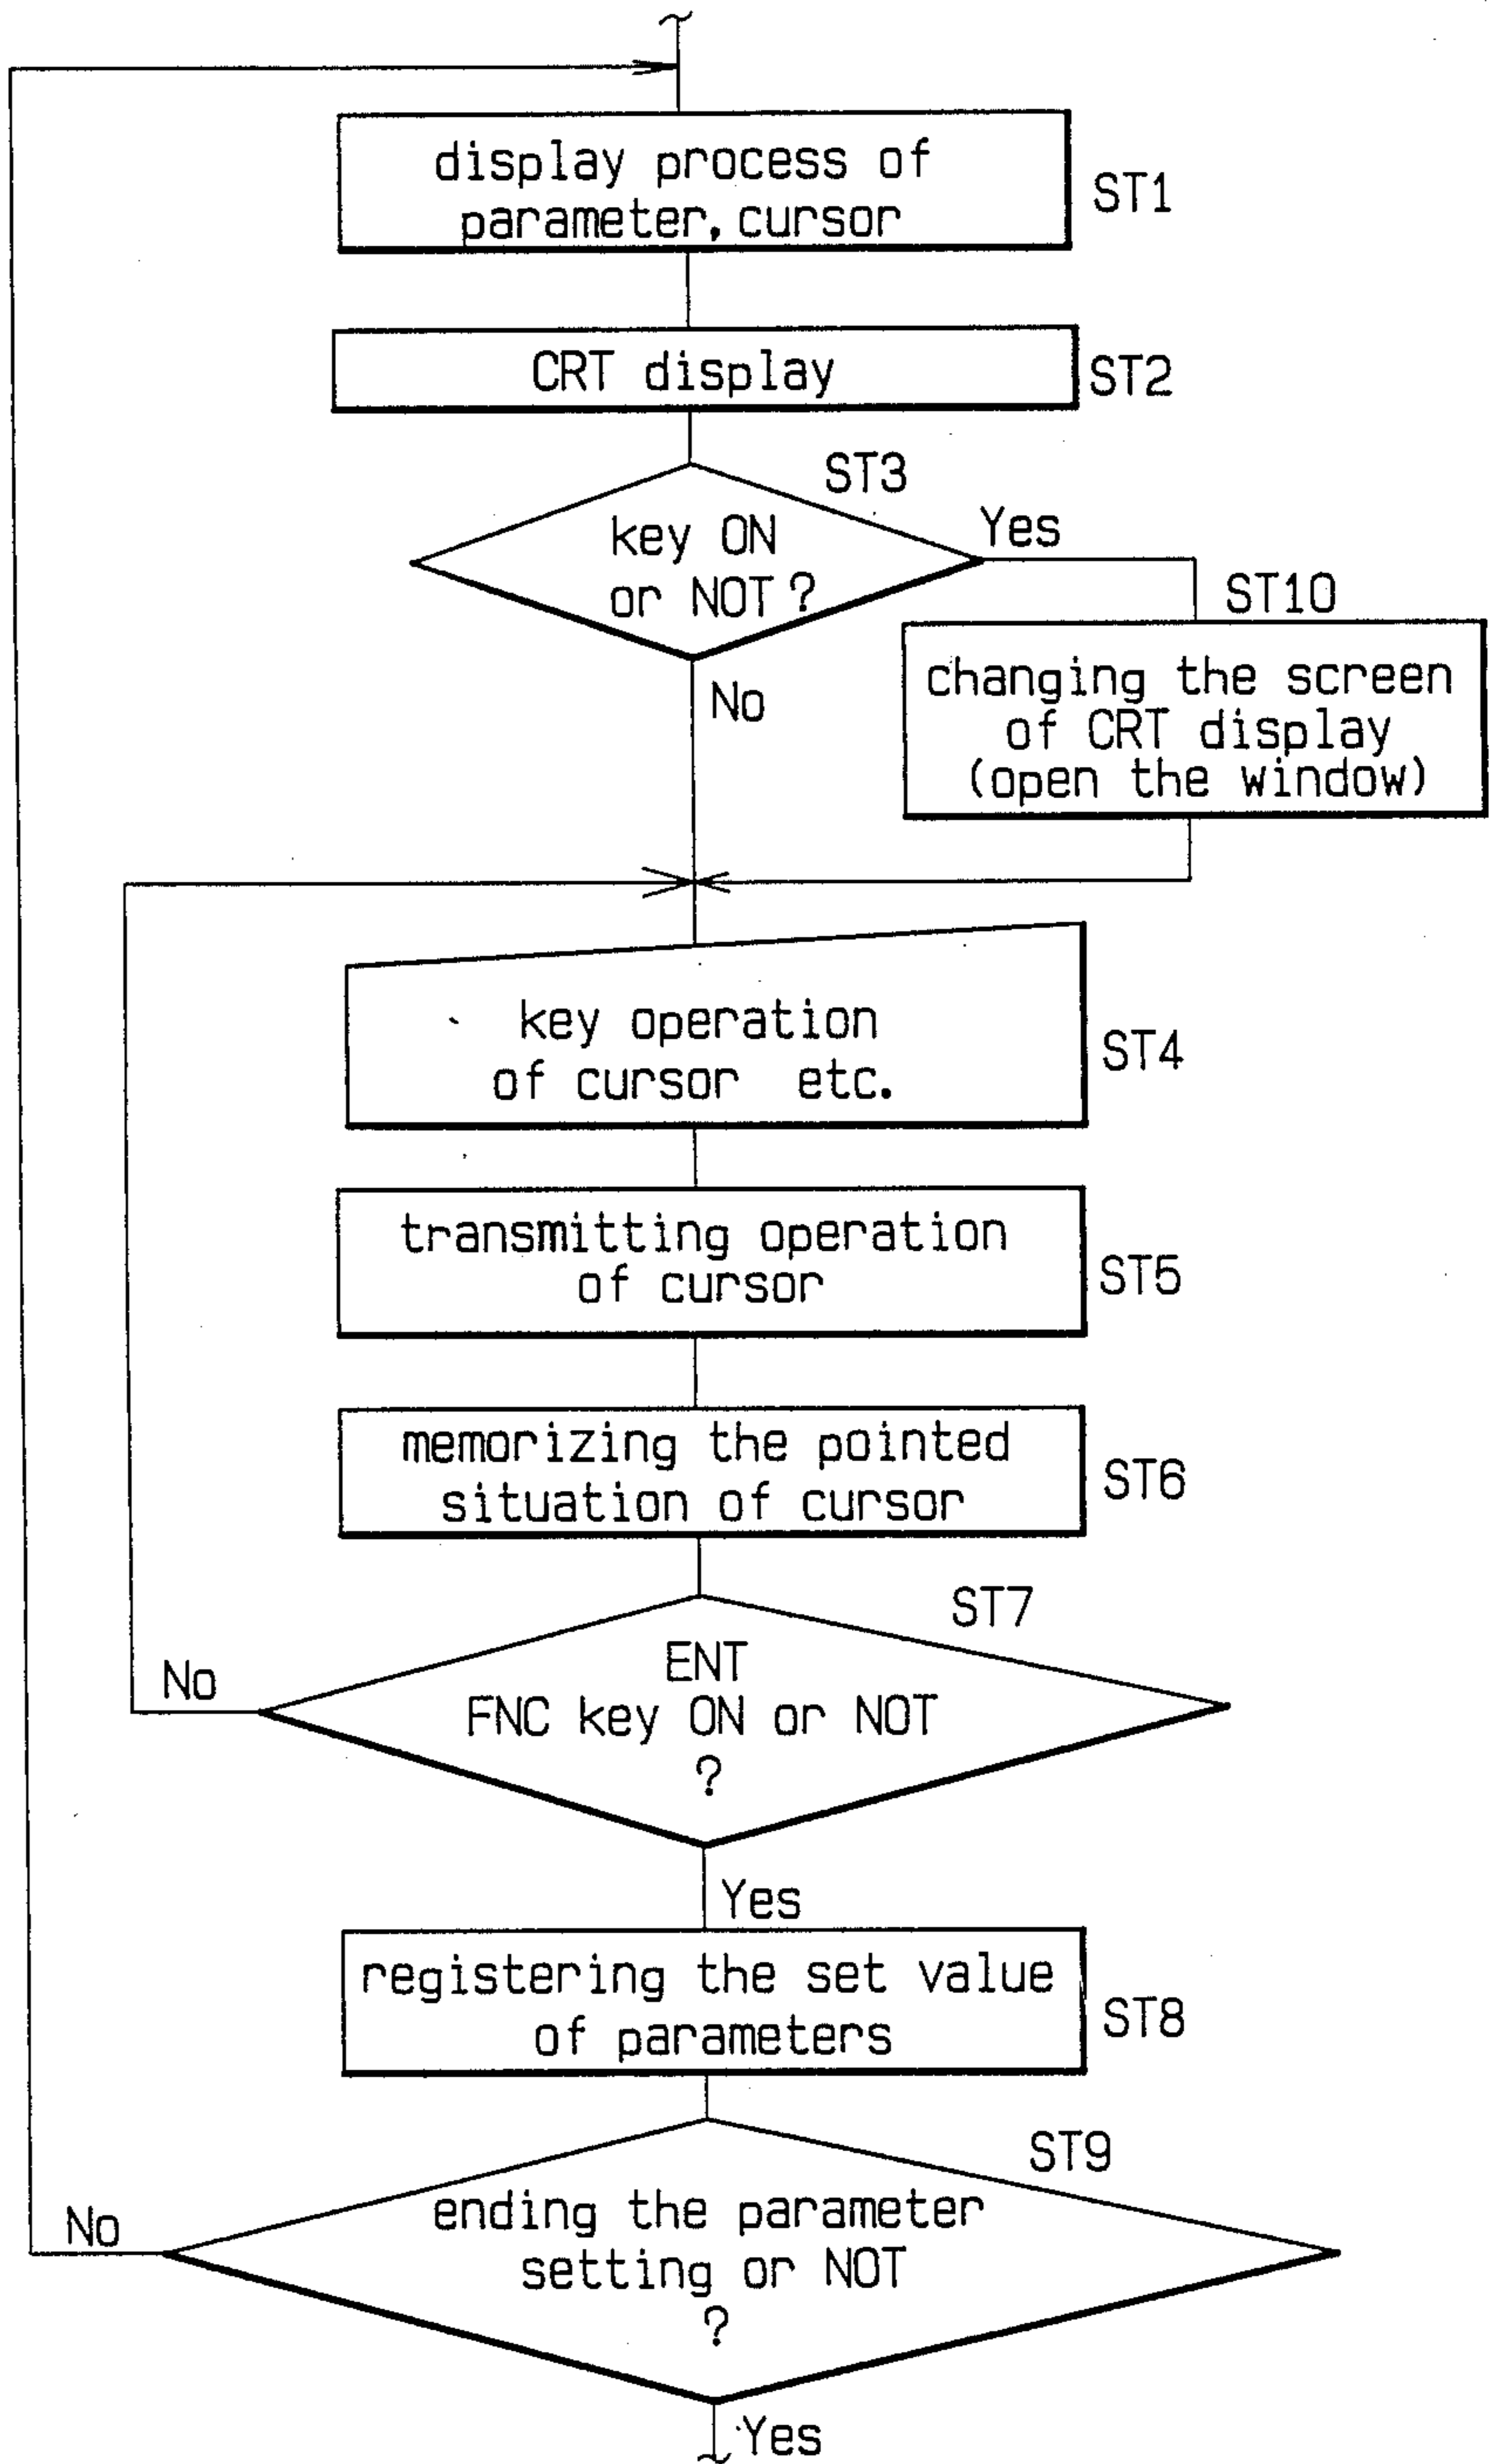 display process of
parameter, cursor
ST1
CRT display
ST2
ST3
key ON
or NOT ?
Yes
No
ST10
changing the screen
of CRT display
(open the window)
key operation
of cursor etc.
ST4
transmitting operation
of cursor
ST5
memorizing the pointed
situation of cursor
ST6
ST7
ENT
FNC key ON or NOT
?
No
Yes
registering the set value
of parameters
ST8
ST9
ending the parameter
setting or NOT
?
No
Yes